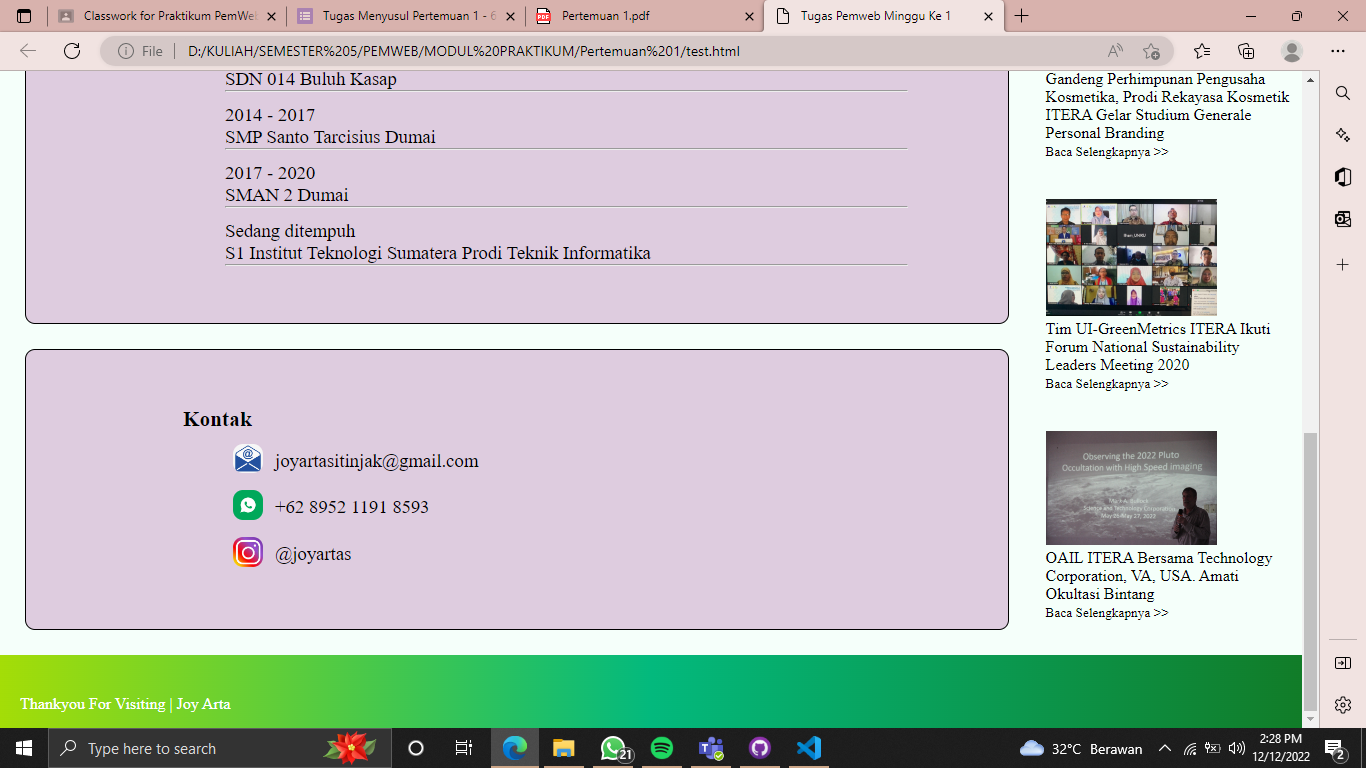 Classwork for Praktikum PemWeb
Tugas Menyusul Pertemuan 1 - 6
Pertemuan 1.pdf
Tugas Pemweb Minggu Ke 1
File
D:/KULIAH/SEMESTER%205/PEMWEB/MODUL%20PRAKTIKUM/Pertemuan%201/test.html
SDN 014 Buluh Kasap
2014 - 2017
SMP Santo Tarcisius Dumai
2017 - 2020
SMAN 2 Dumai
Sedang ditempuh
S1 Institut Teknologi Sumatera Prodi Teknik Informatika
Kontak
joyartasitinjak@gmail.com
+62 8952 1191 8593
@joyartas
Gandeng Perhimpunan Pengusaha
Kosmetika, Prodi Rekayasa Kosmetik
ITERA Gelar Studium Generale
Personal Branding
Baca Selengkapnya >>
Tim UI-GreenMetrics ITERA Ikuti
Forum National Sustainability
Leaders Meeting 2020
Baca Selengkapnya >>
Observing the 2022 Pluto
Occultation with High Speed imaging
OAIL ITERA Bersama Technology
Corporation, VA, USA. Amati
Okultasi Bintang
Baca Selengkapnya >>
Thankyou For Visiting | Joy Arta
Type here to search
21
32°C Berawan
2:28 PM
12/12/2022
2